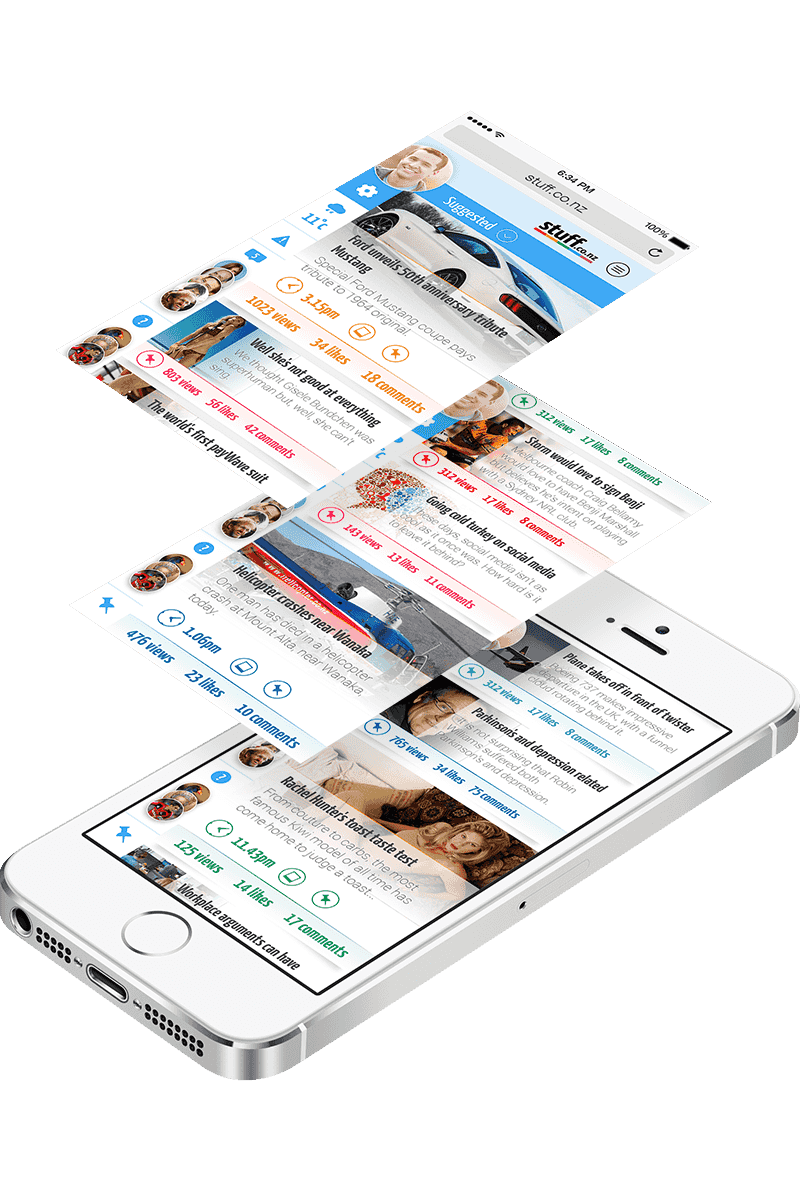 6:34 PM
100%
stuff.co.nz
Suggested
stuff
.co.nz
11°c
Ford unveils 50th anniversary tribute
Mustang
Special Ford Mustang coupe pays
tribute to 1964 original
3.15pm
1023 views
34 likes
18 comments
5
?
Well she's not good at everything
We thought Gisele Bundchen was
superhuman but, well, she can't
sing.
803 views
56 likes
42 comments
The world's first payWave suit
312 views
17 likes
8 comments
Storm would love to sign Benji
Melbourne coach Craig Bellamy
would love to have Benji Marshall
but believes he's intent on playing
with a Sydney NRL club.
312 views
17 likes
8 comments
Going cold turkey on social media
These days, social media isn't as
cool as it once was. How hard is it
to leave it behind?
143 views
13 likes
11 comments
?
Helicopter crashes near Wanaka
One man has died in a helicopter
crash at Mount Alta, near Wanaka,
today.
1.06pm
476 views
23 likes
10 comments
Plane takes off in front of twister
Boeing 737 makes impressive
departure in the UK, with a funnel
cloud rotating behind it.
312 views
17 likes
8 comments
Parkinson's and depression related
It is not surprising that Robin
Williams suffered both
Parkinson's and depression.
763 views
34 likes
75 comments
?
Rachel Hunter's toast taste test
From couture to carbs, the most
famous Kiwi model of all time has
come home to judge a toast...
11.43pm
125 views
14 likes
17 comments
Workplace arguments can have